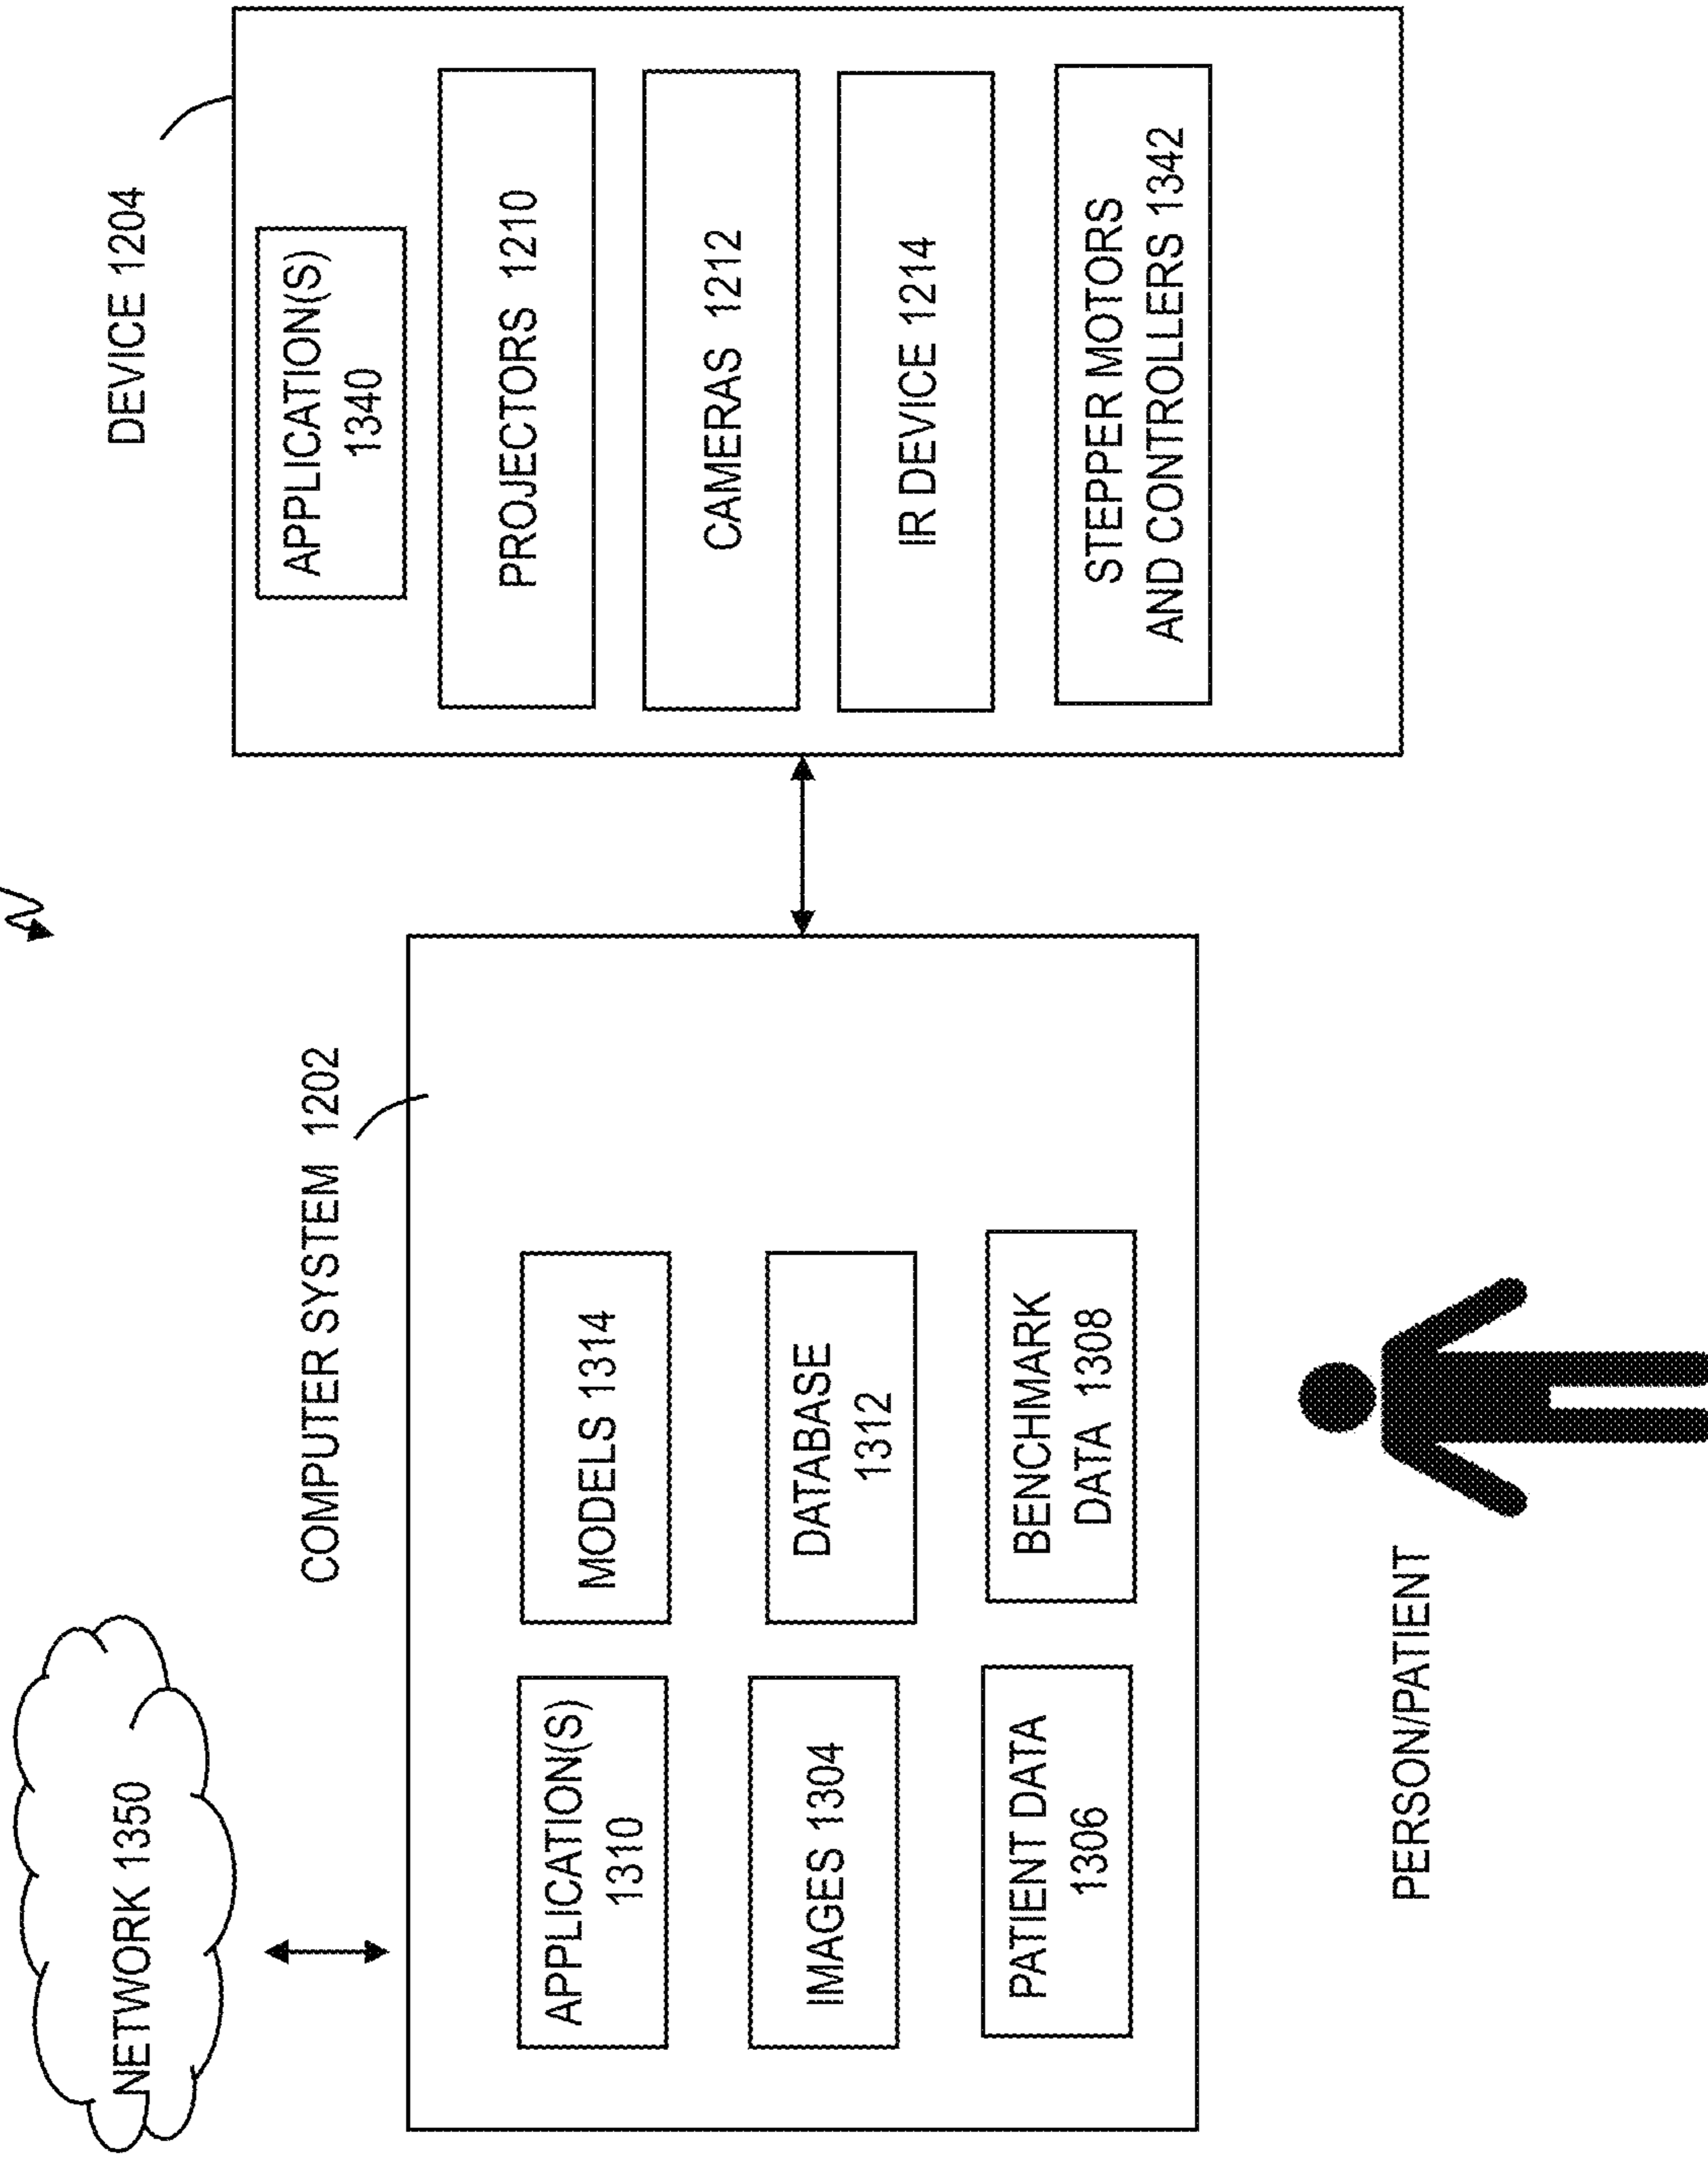 NETWORK 1350
COMPUTER SYSTEM 1202
APPLICATION(S)
1310
MODELS 1314
IMAGES 1304
DATABASE
1312
PATIENT DATA
1306
BENCHMARK
DATA 1308
PERSON/PATIENT
DEVICE 1204
APPLICATION(S)
1340
PROJECTORS 1210
CAMERAS 1212
IR DEVICE 1214
STEPPER MOTORS
AND CONTROLLERS 1342